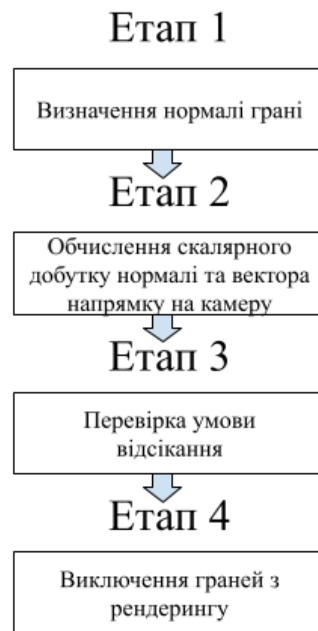 Етап 1
Визначення нормалі грані
Етап 2
Обчислення скалярного
добутку нормалі та вектора
напрямку на камеру
Етап 3
Перевірка умови
відсікання
Етап 4
Виключення граней з
рендерингу